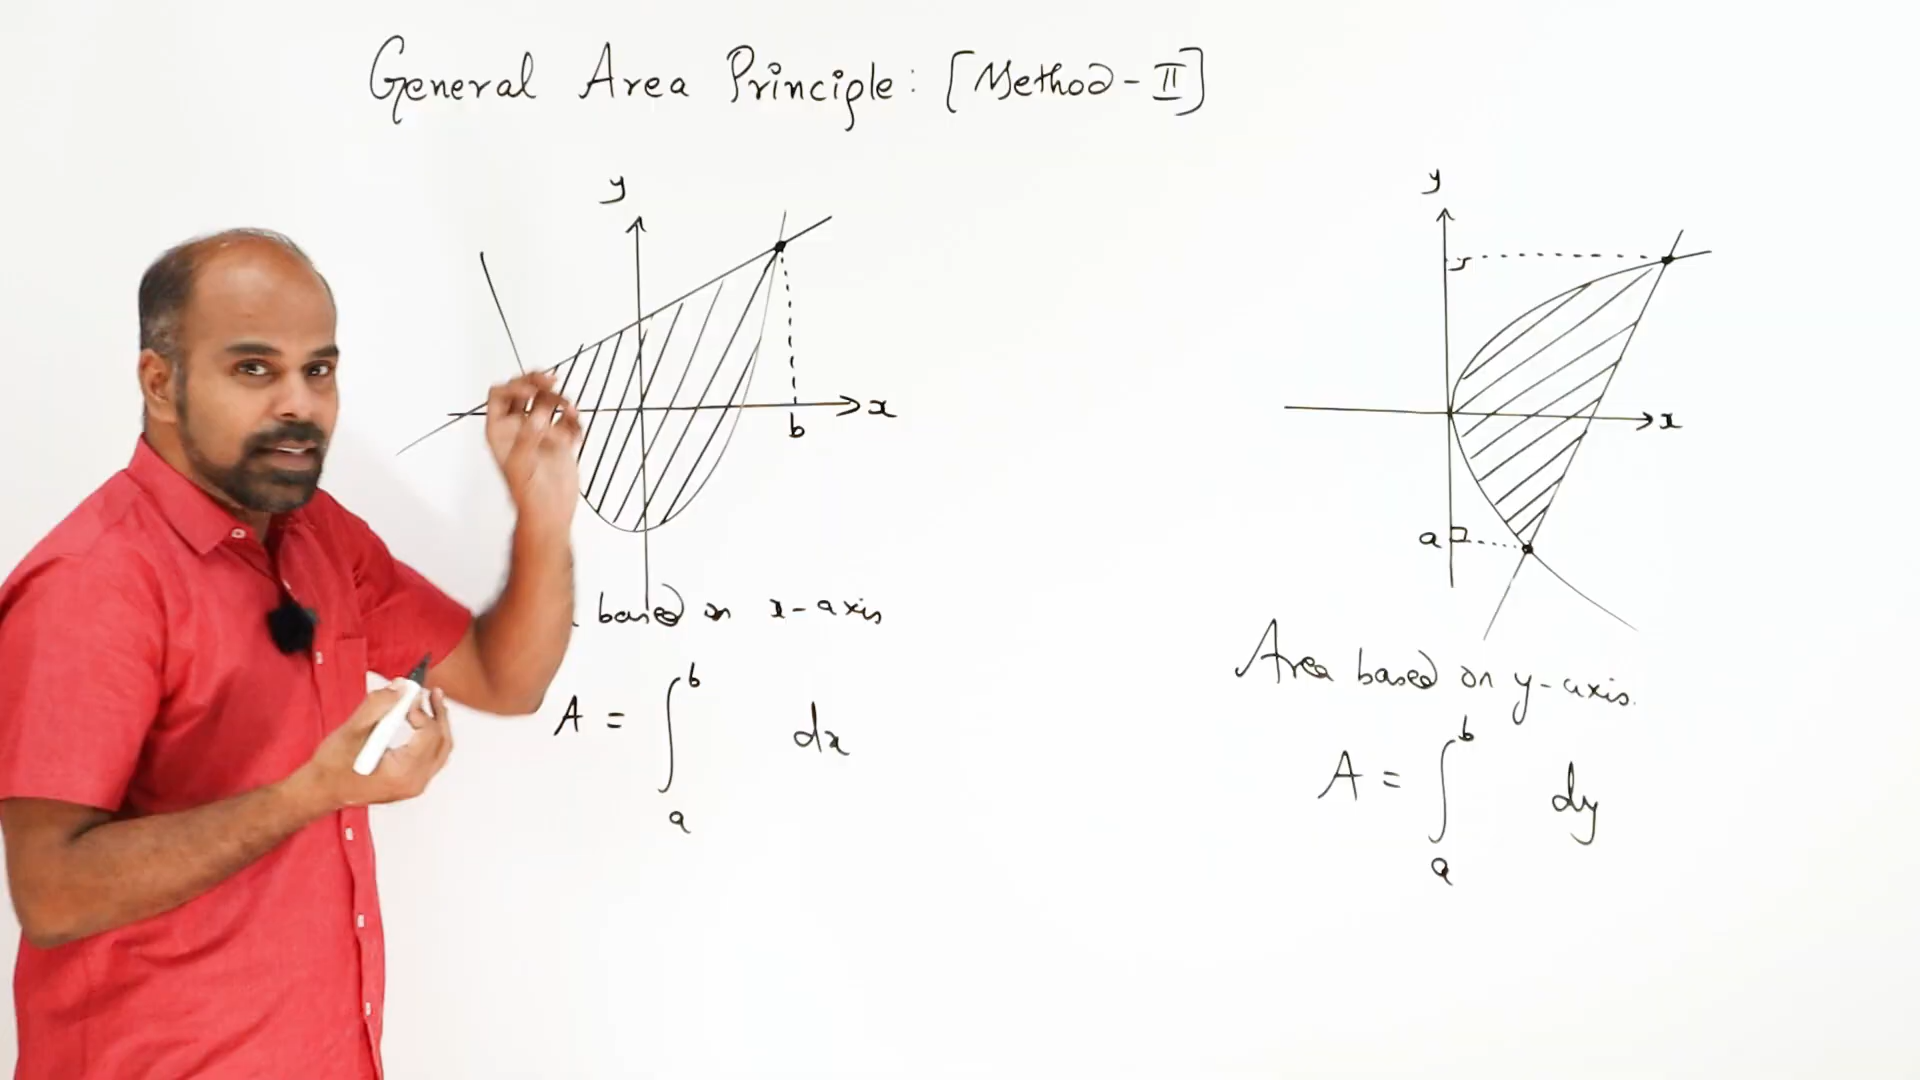 General Area Principle: [Method-II]
y
x
b
based on x-axis
A = ∫ b a dx
y
x
a
Area based on y-axis.
A = ∫ b a dy